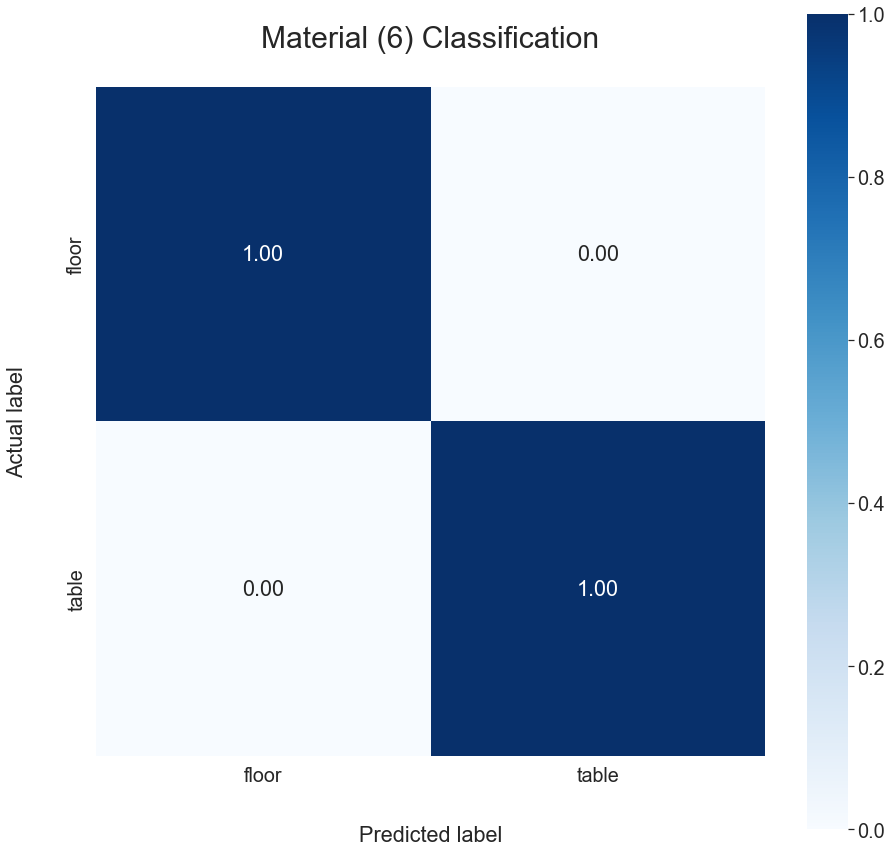 Material (6) Classification
1.0
0.8
0.6
0.4
0.2
0.0
Actual label
floor
1.00
0.00
table
0.00
1.00
floor
table
Predicted label